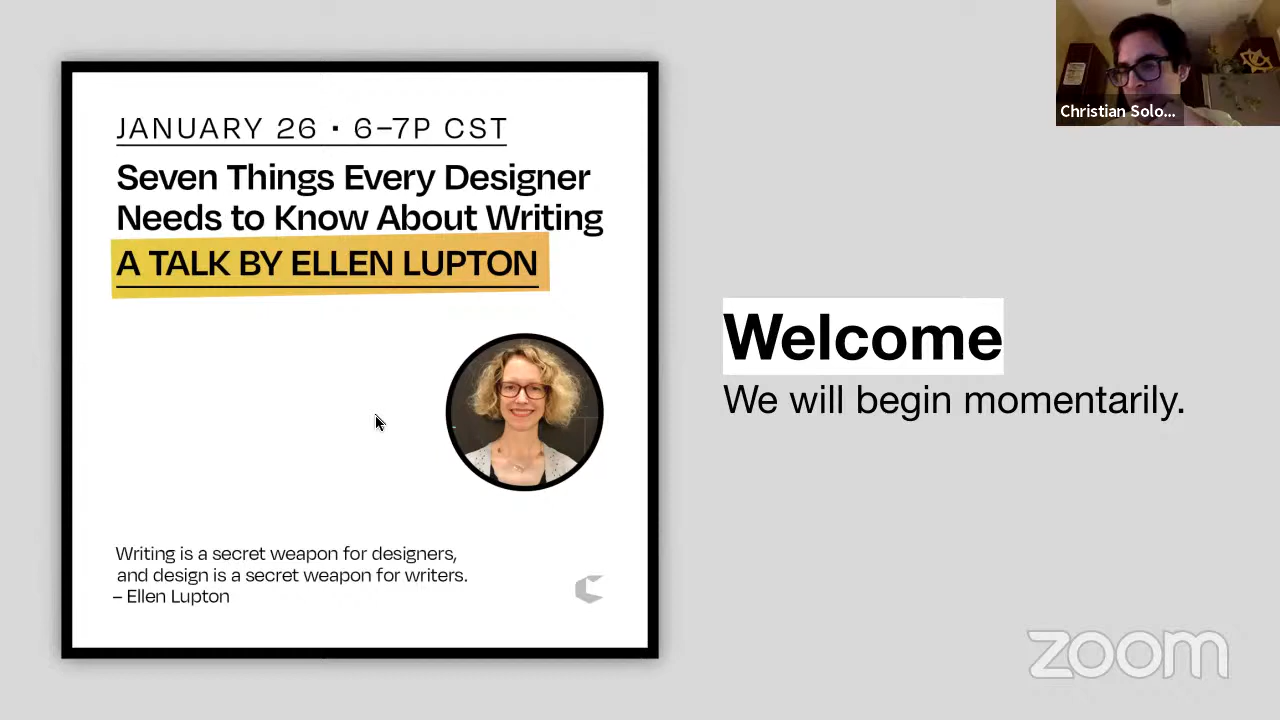 JANUARY 26 • 6–7P CST
Seven Things Every Designer
Needs to Know About Writing
A TALK BY ELLEN LUPTON
Writing is a secret weapon for designers,
and design is a secret weapon for writers.
– Ellen Lupton
Welcome
We will begin momentarily.
Christian Solo...
zoom